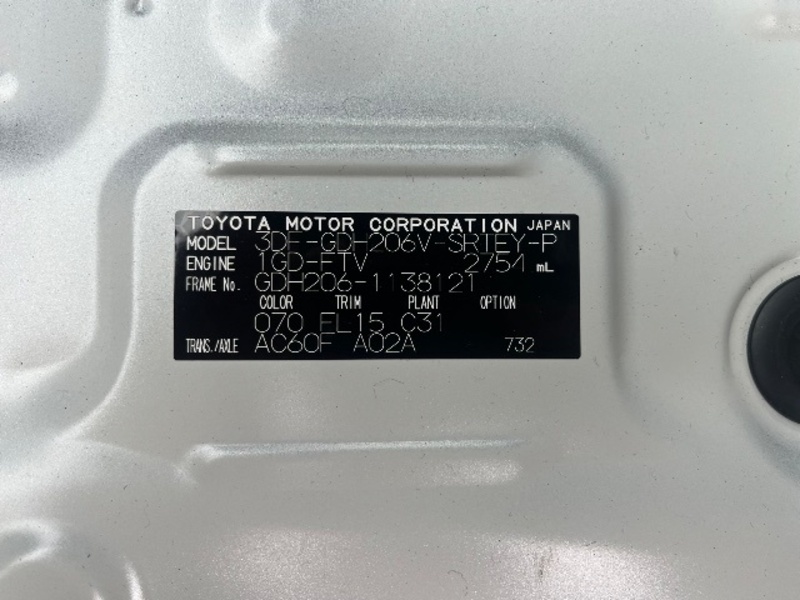 TOYOTA MOTOR CORPORATION JAPAN
MODEL 3DF-GDH206V-SRTEY-P
ENGINE 1GD-FTV 2754 mL
FRAME No. GDH206-1138121
COLOR TRIM PLANT OPTION
070 FL15 C31
TRANS./AXLE AC60F A02A 732